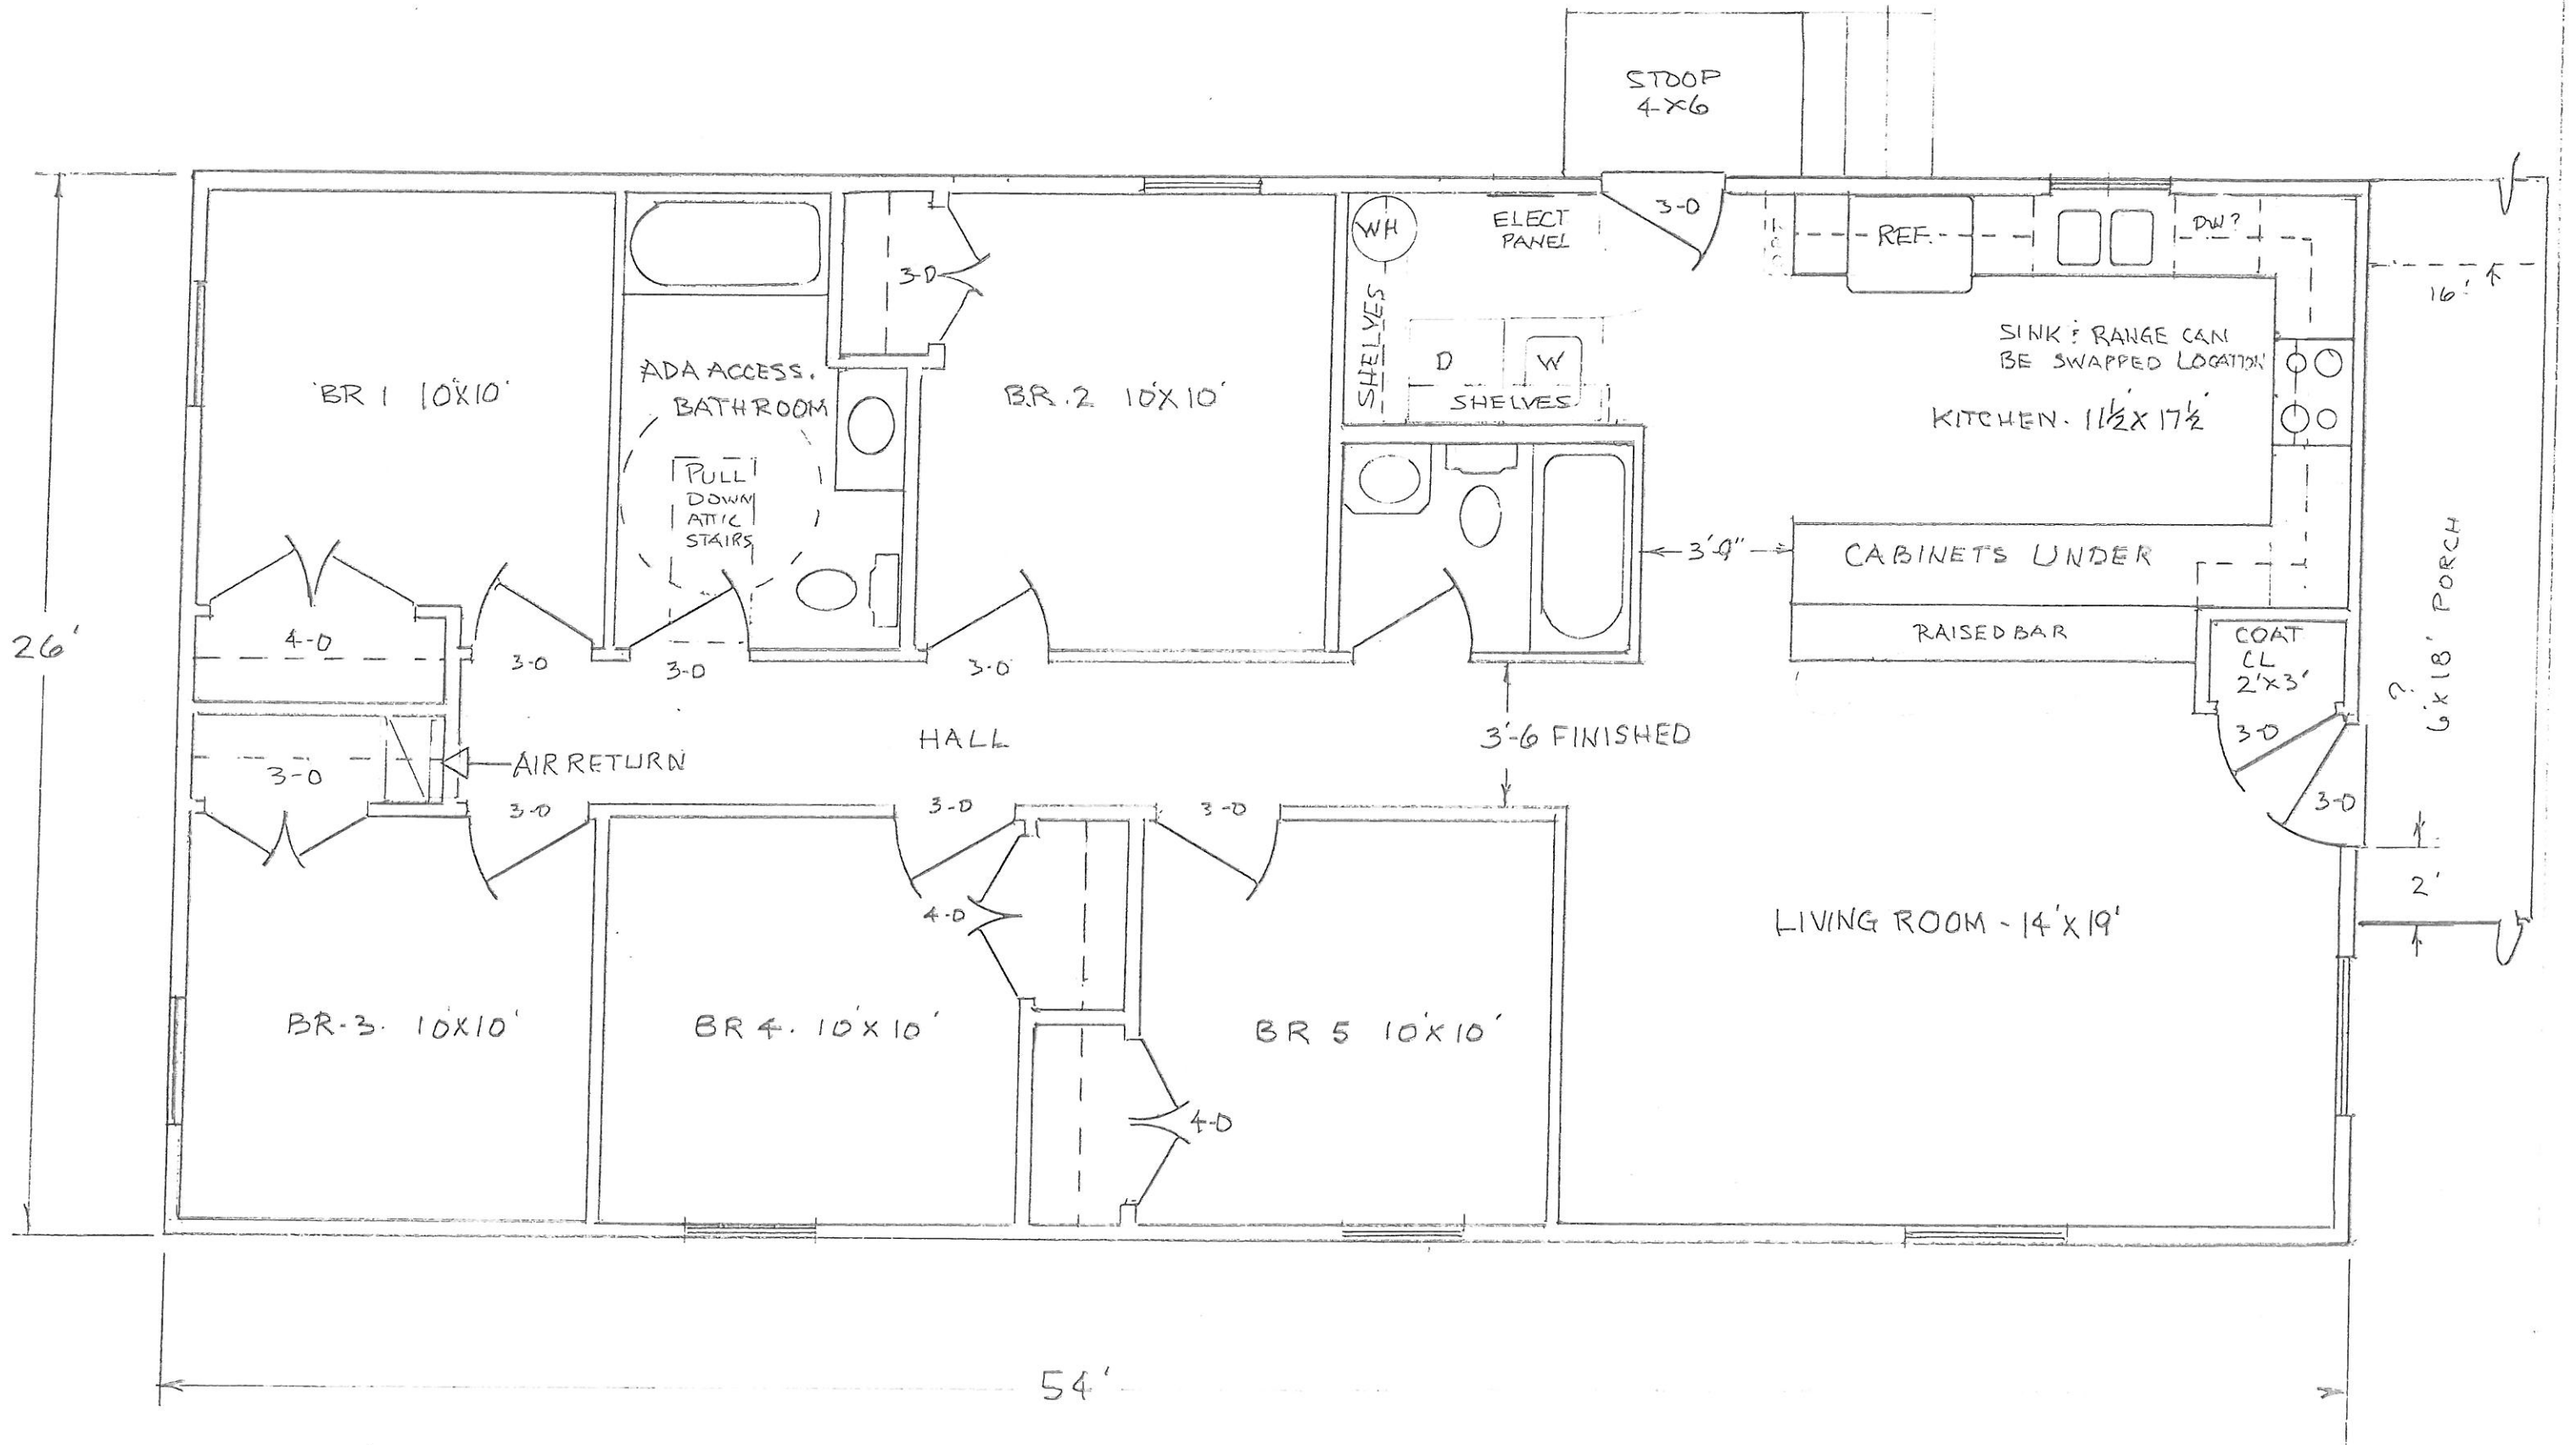 STOOP
4X6
3-0
WH
ELECT
PANEL
REF.
DW?
16'
3-0
SHELVES
SINK & RANGE CAN
BE SWAPPED LOCATION
D
W
SHELVES
KITCHEN. 11½ X 17½'
BR 1 10'X10'
ADA ACCESS.
BATHROOM
B.R.2 10'X10'
PULL
DOWN
ATTIC
STAIRS
3'-9"
CABINETS UNDER
6'X18' PORCH
?
26'
4-0
3-0
3-0
3-0
RAISED BAR
COAT
CL
2'X3'
3-0
HALL
3'-6 FINISHED
AIR RETURN
3-0
3-0
3-0
3-0
3-0
2'
4-0
LIVING ROOM - 14'X19'
BR-3. 10'X10'
BR 4. 10'X10'
BR 5 10'X10'
4-0
54'